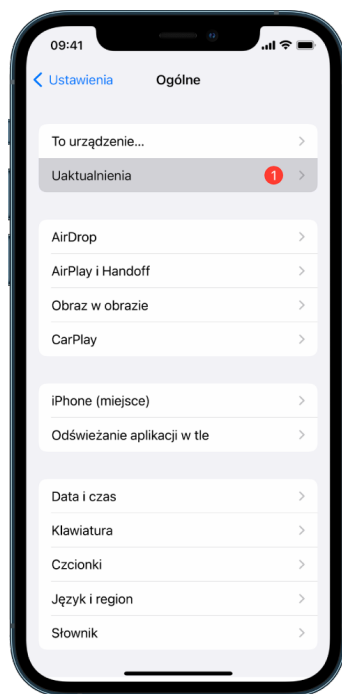 09:41
Ustawienia
Ogólne
To urządzenie...
Uaktualnienia
1
AirDrop
AirPlay i Handoff
Obraz w obrazie
CarPlay
iPhone (miejsce)
Odświeżanie aplikacji w tle
Data i czas
Klawiatura
Czcionki
Język i region
Słownik